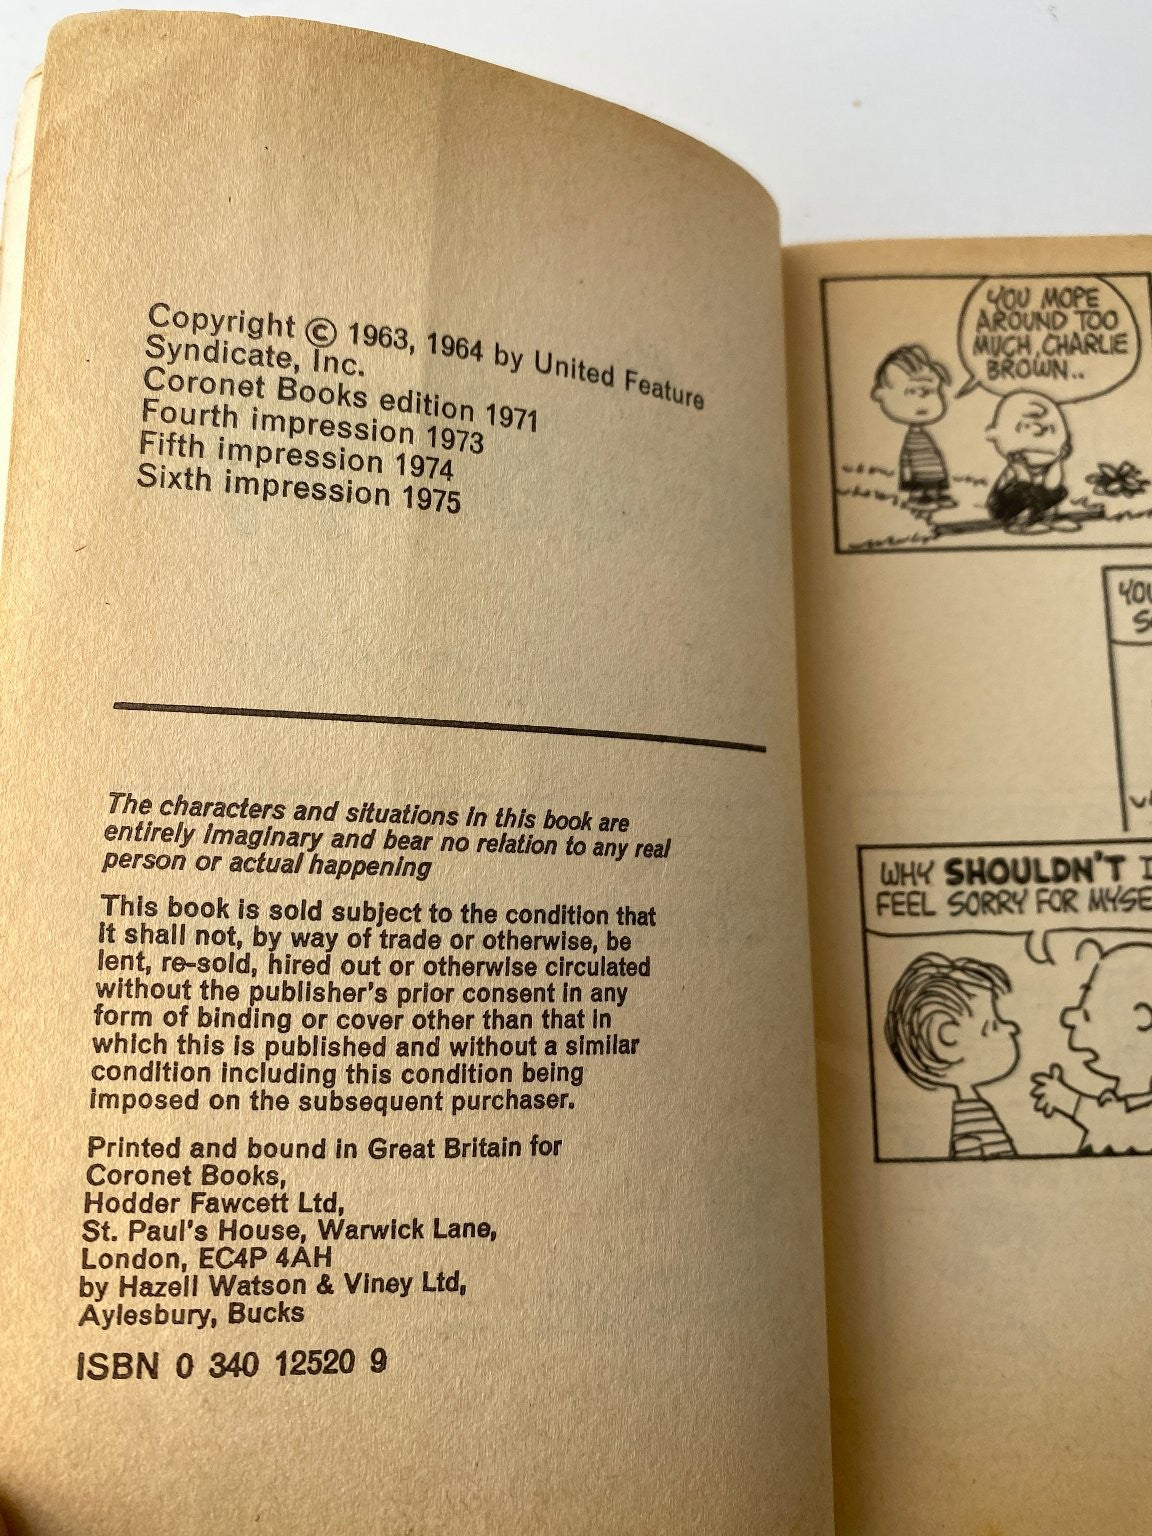 Copyright © 1963, 1964 by United Feature
Syndicate, Inc.
Coronet Books edition 1971
Fourth impression 1973
Fifth impression 1974
Sixth impression 1975
The characters and situations in this book are
entirely imaginary and bear no relation to any real
person or actual happening
This book is sold subject to the condition that
it shall not, by way of trade or otherwise, be
lent, re-sold, hired out or otherwise circulated
without the publisher's prior consent in any
form of binding or cover other than that in
which this is published and without a similar
condition including this condition being
imposed on the subsequent purchaser.
Printed and bound in Great Britain for
Coronet Books,
Hodder Fawcett Ltd,
St. Paul's House, Warwick Lane,
London, EC4P 4AH
by Hazell Watson & Viney Ltd,
Aylesbury, Bucks
ISBN 0 340 12520 9
YOU MOPE
AROUND TOO
MUCH, CHARLIE
BROWN..
WHY SHOULDN'T I
FEEL SORRY FOR